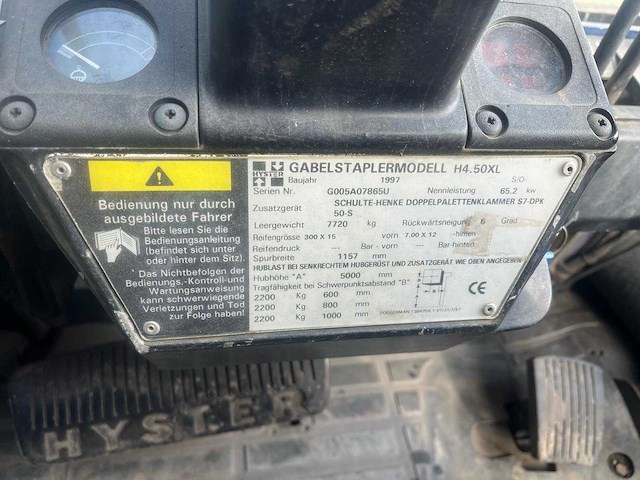 HYSTER
GABELSTAPLERMODELL H4.50XL
Baujahr 1997 S/O-
Serien Nr. G005A07865U Nennleistung 65.2 kw
Zusatzgerät SCHULTE-HENKE DOPPELPALETTENKLAMMER S7-DPK
50-S
Leergewicht 7720 kg Rückwärtsneigung 6 Grad
Reifengrösse 300 X 15 vorn 7.00 X 12 -hinten
Reifendruck --- Bar - vorn --- Bar-hinten
Spurbreite 1157 mm
HUBLAST BEI SENKRECHTEM HUBGERÜST UND ZUSATZGERÄT WIE OBEN ANGEGEBEN
Hubhöhe "A" 5000 mm
Tragfähigkeit bei Schwerpunktsabstand "B"
2200 Kg 600 mm
2200 Kg 800 mm
2200 Kg 1000 mm
CE
Bedienung nur durch
ausgebildete Fahrer
Bitte lesen Sie die
Bedienungsanleitung
(befindet sich unter
oder hinter dem Sitz).
Das Nichtbefolgen der
Bedienungs,-Kontroll-und
Wartungsanweisung
kann schwerwiegende
Verletzungen und Tod
zur Folge haben!
HYSTER